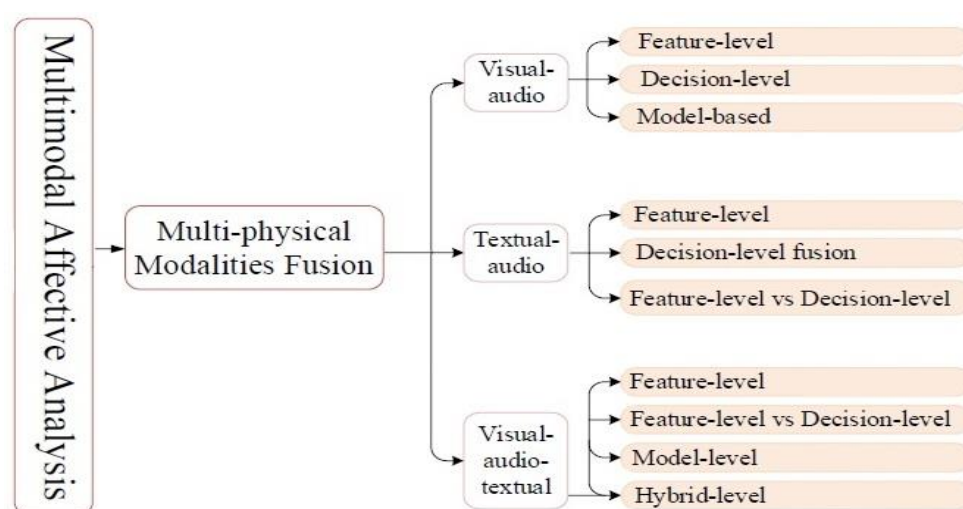 Multimodal Affective Analysis
Multi-physical
Modalities Fusion
Visual-
audio
Feature-level
Decision-level
Model-based
Textual-
audio
Feature-level
Decision-level fusion
Feature-level vs Decision-level
Visual-
audio-
textual
Feature-level
Feature-level vs Decision-level
Model-level
Hybrid-level